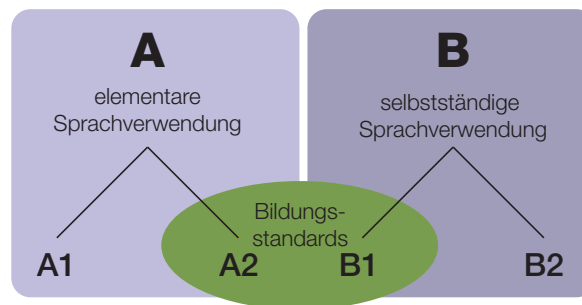 A
elementare
Sprachverwendung
B
selbstständige
Sprachverwendung
Bildungs-
standards
A1
A2
B1
B2